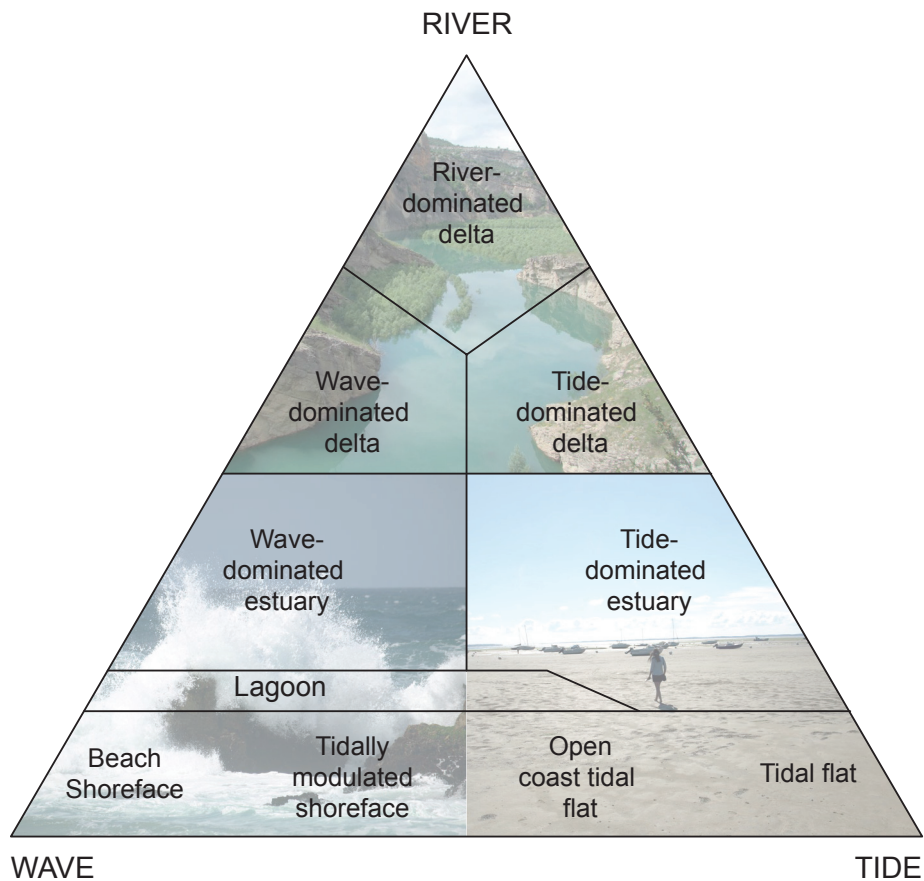 RIVER
River-
dominated
delta
Wave-
dominated
delta
Tide-
dominated
delta
Wave-
dominated
estuary
Tide-
dominated
estuary
Lagoon
Beach
Shoreface
Tidally
modulated
shoreface
Open
coast tidal
flat
Tidal flat
WAVE
TIDE